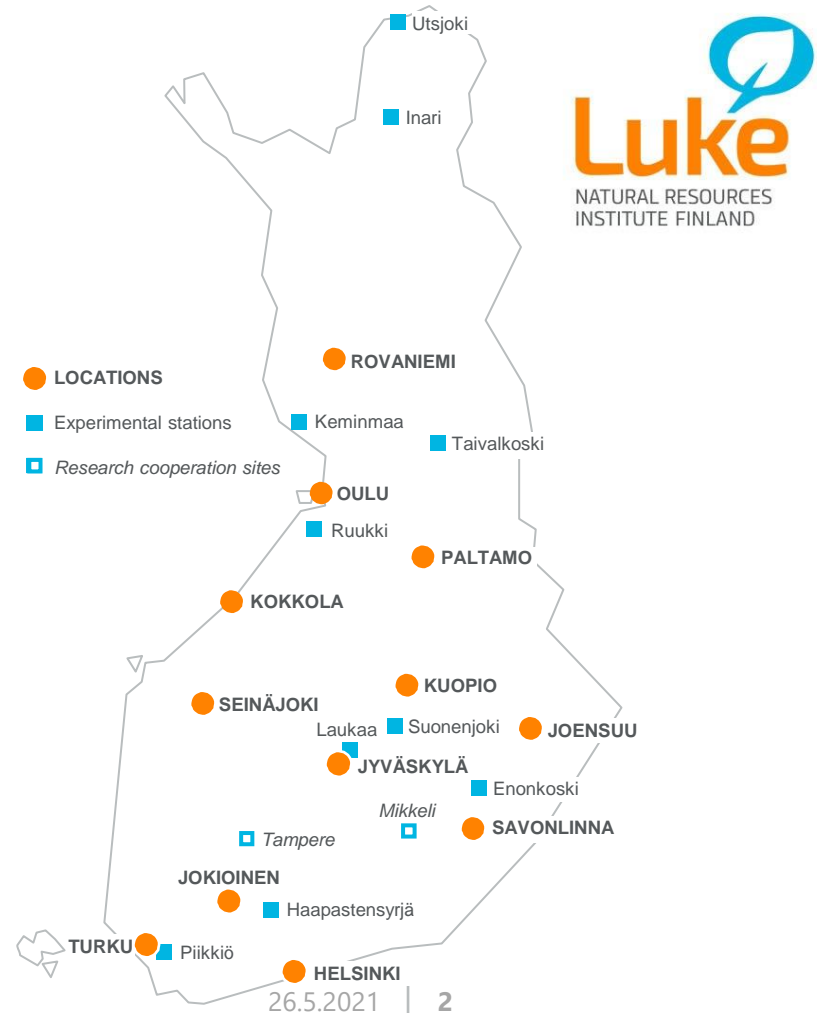 Utsjoki
Inari
Luke
NATURAL RESOURCES
INSTITUTE FINLAND
ROVANIEMI
LOCATIONS
Experimental stations
Research cooperation sites
Keminmaa
Taivalkoski
OULU
Ruukki
PALTAMO
KOKKOLA
KUOPIO
SEINÄJOKI
Laukaa
Suonenjoki
JOENSUU
JYVÄSKYLÄ
Enonkoski
Mikkeli
SAVONLINNA
Tampere
JOKIOINEN
Haapastensyrjä
TURKU
Piikkiö
HELSINKI
26.5.2021 | 2